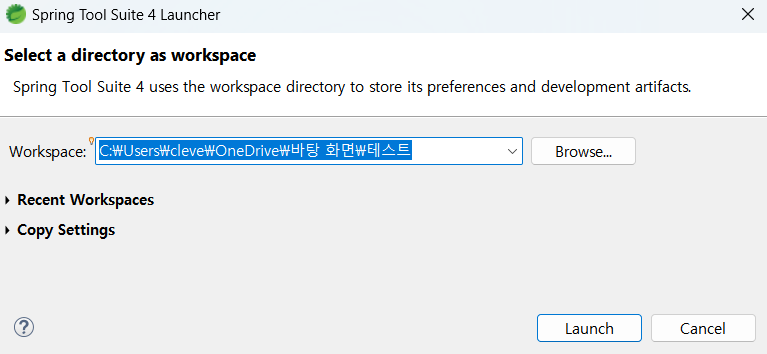 Spring Tool Suite 4 Launcher
Select a directory as workspace
Spring Tool Suite 4 uses the workspace directory to store its preferences and development artifacts.
Workspace: C:₩Users₩cleve₩OneDrive₩바탕 화면₩테스트 Browse...
Recent Workspaces
Copy Settings
? Launch Cancel